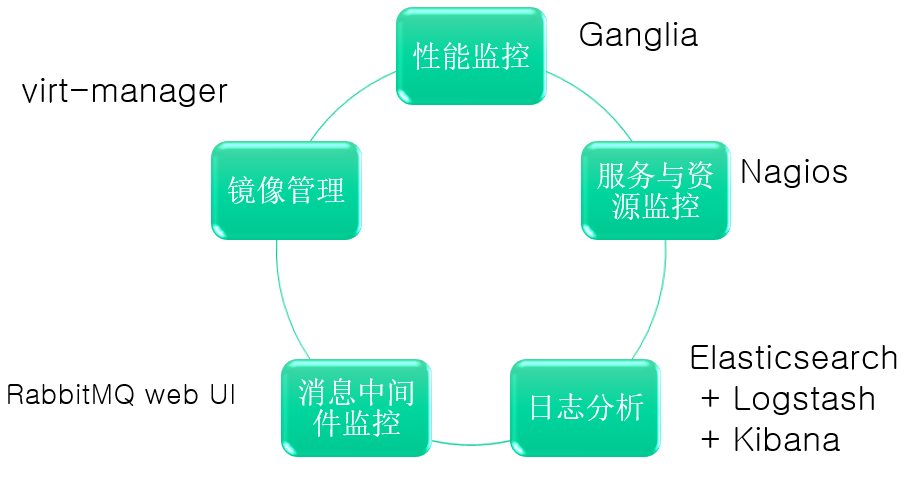 性能监控
Ganglia
virt-manager
镜像管理
服务与资
源监控
Nagios
RabbitMQ web UI
消息中间
件监控
日志分析
Elasticsearch
+ Logstash
+ Kibana